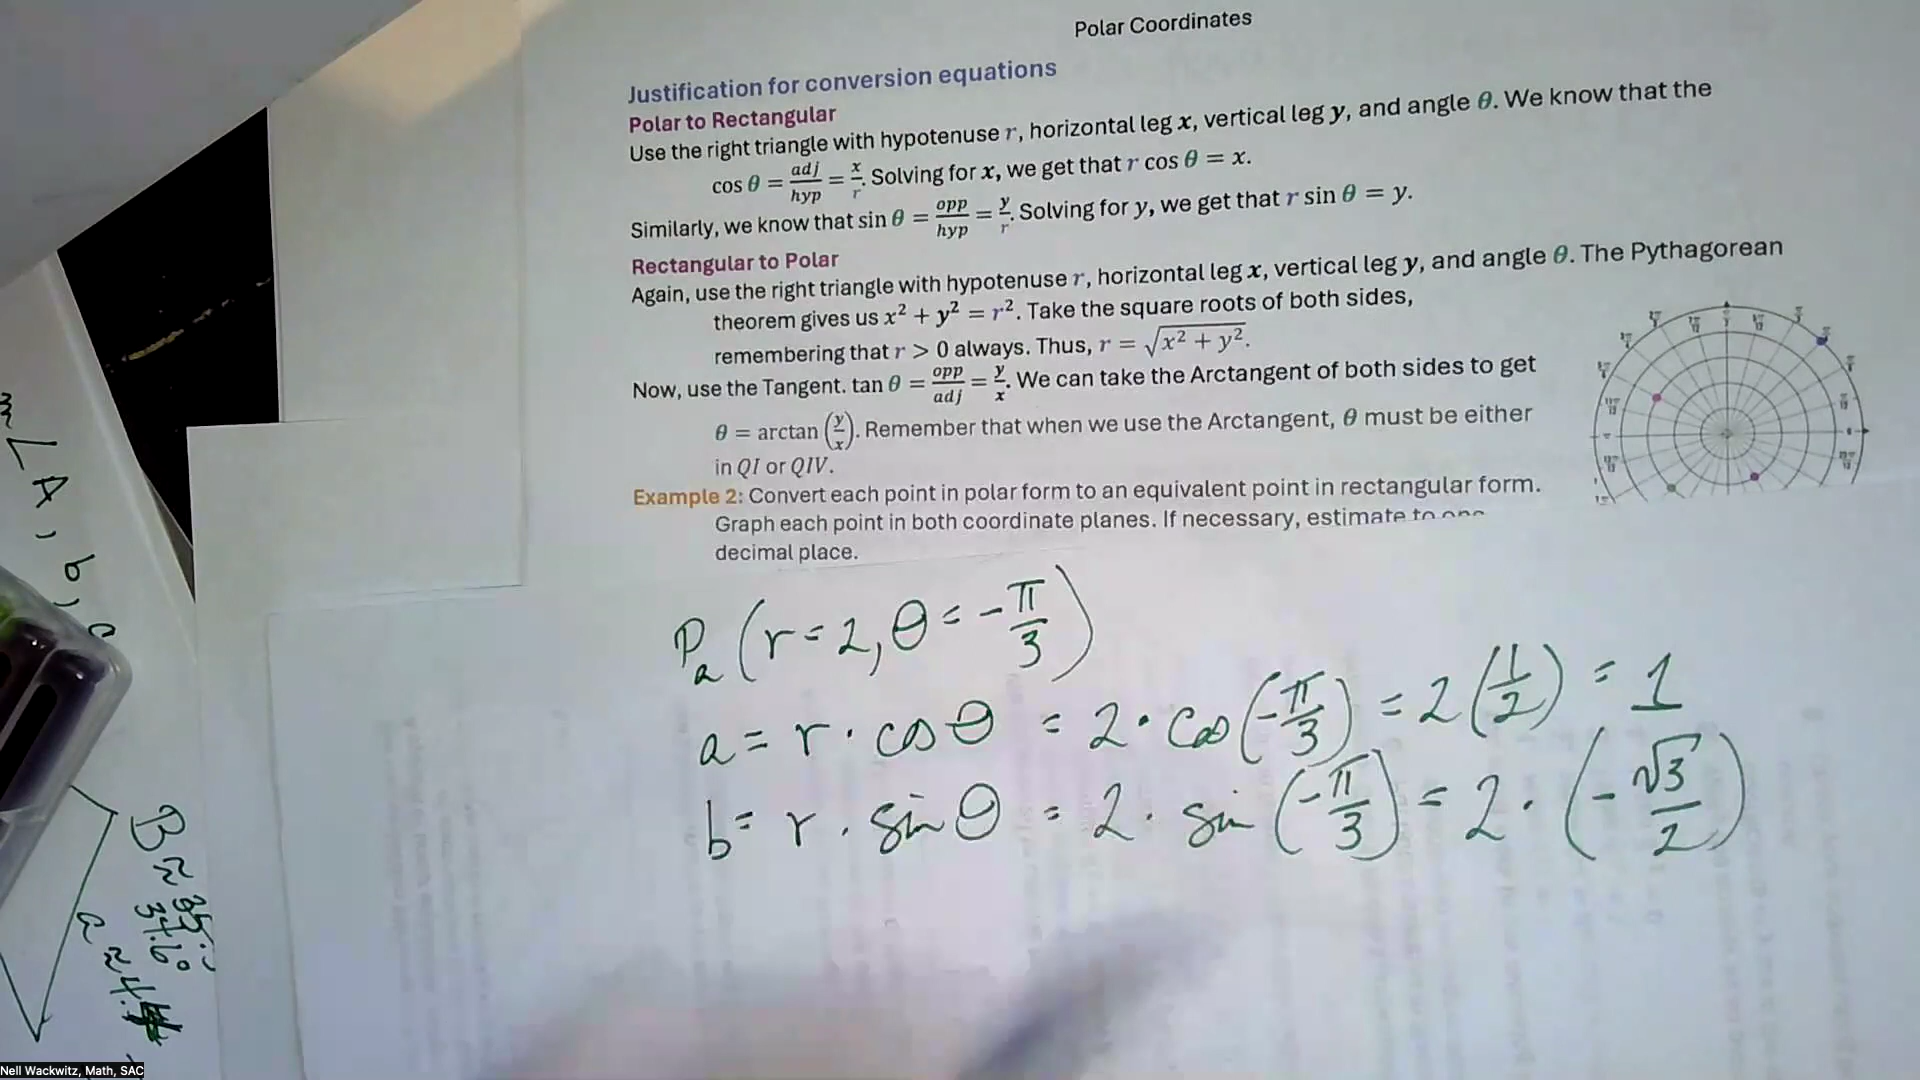 Polar Coordinates
Justification for conversion equations
Polar to Rectangular
Use the right triangle with hypotenuse r, horizontal leg x, vertical leg y, and angle θ. We know that the
cos θ = adj/hyp = x/r. Solving for x, we get that r cos θ = x.
Similarly, we know that sin θ = opp/hyp = y/r. Solving for y, we get that r sin θ = y.
Rectangular to Polar
Again, use the right triangle with hypotenuse r, horizontal leg x, vertical leg y, and angle θ. The Pythagorean
theorem gives us x² + y² = r². Take the square roots of both sides,
remembering that r > 0 always. Thus, r = √(x² + y²).
Now, use the Tangent. tan θ = opp/adj = y/x. We can take the Arctangent of both sides to get
θ = arctan (y/x). Remember that when we use the Arctangent, θ must be either
in QI or QIV.
Example 2: Convert each point in polar form to an equivalent point in rectangular form.
Graph each point in both coordinate planes. If necessary, estimate to one
decimal place.
Pₐ (r = 2, θ = -π/3)
a = r · cos θ = 2 · cos(-π/3) = 2(1/2) = 1
b = r · sin θ = 2 · sin(-π/3) = 2 · (-√3/2)
m∠A, b, c
B ≈ 35.
34.6°
a ≈ 4.
Nell Wackwitz, Math, SAC